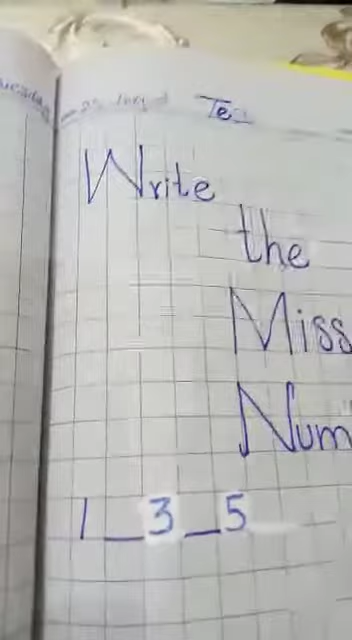 Write
the
Miss
Num
1 _ 3 _ 5